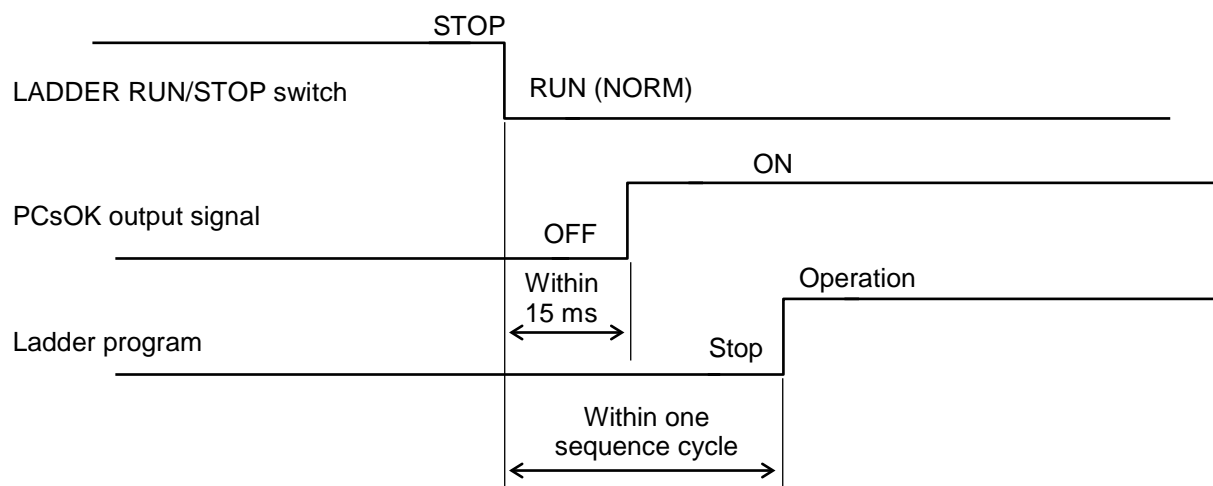 STOP
LADDER RUN/STOP switch
RUN (NORM)
ON
PCsOK output signal
OFF
Within
15 ms
Operation
Ladder program
Stop
Within one
sequence cycle